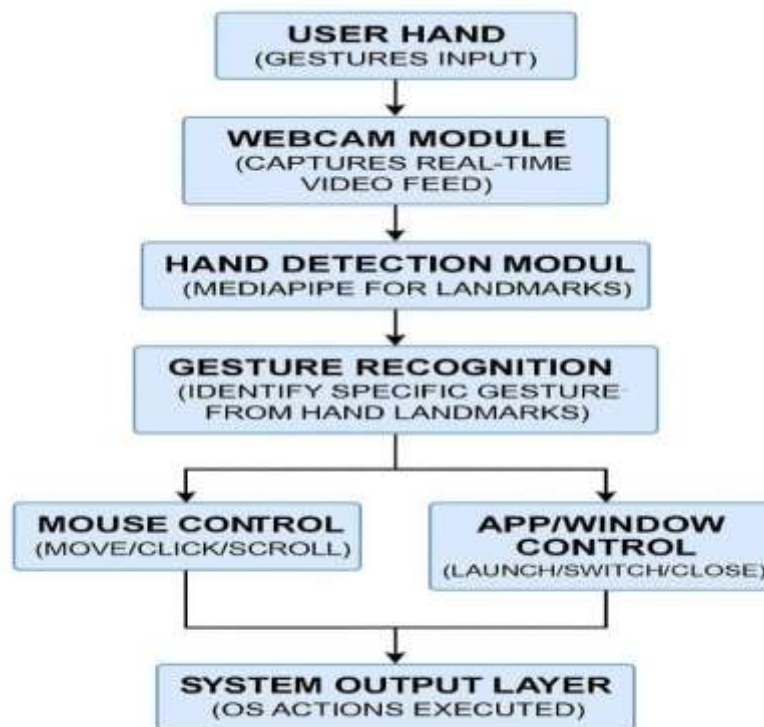 USER HAND
(GESTURES INPUT)
WEBCAM MODULE
(CAPTURES REAL-TIME
VIDEO FEED)
HAND DETECTION MODUL
(MEDIAPIPE FOR LANDMARKS)
GESTURE RECOGNITION
(IDENTIFY SPECIFIC GESTURE
FROM HAND LANDMARKS)
MOUSE CONTROL
(MOVE/CLICK/SCROLL)
APP/WINDOW
CONTROL
(LAUNCH/SWITCH/CLOSE)
SYSTEM OUTPUT LAYER
(OS ACTIONS EXECUTED)